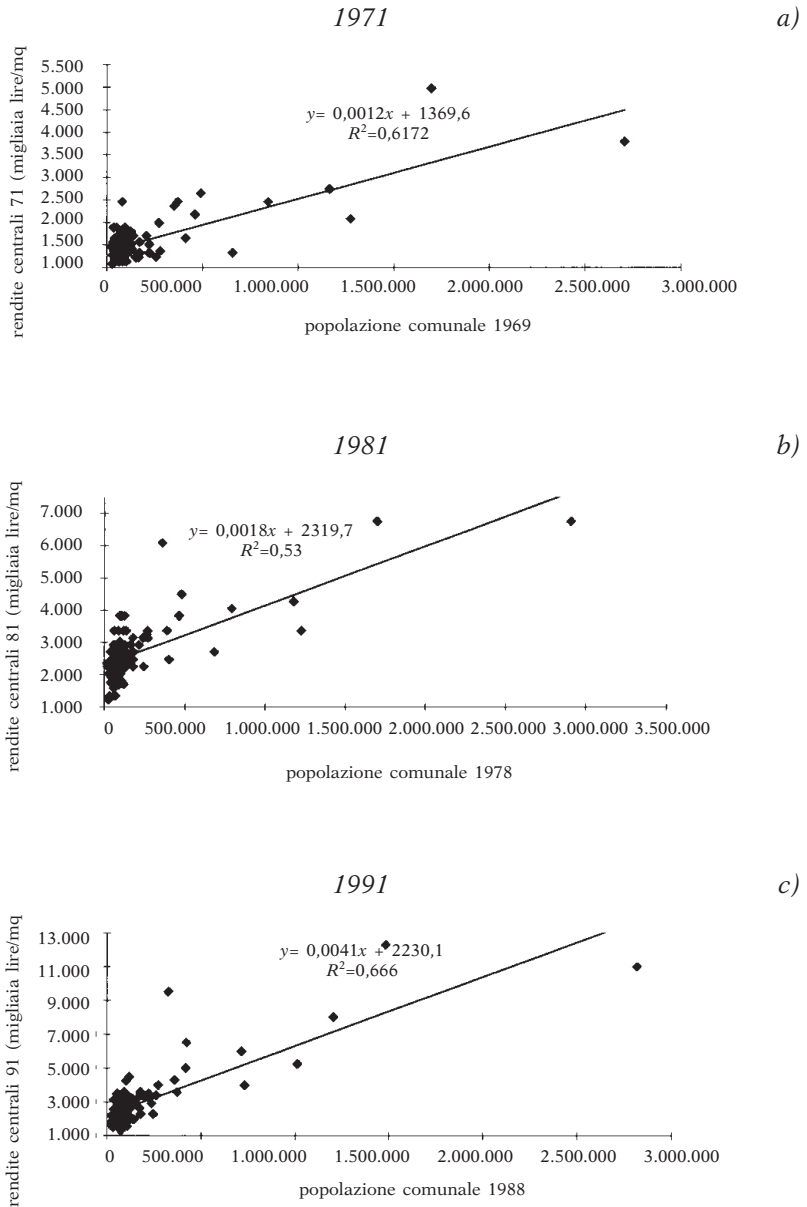 1971
a)
rendite centrali 71 (migliaia lire/mq
5.500
5.000
4.500
4.000
3.500
3.000
2.500
2.000
1.500
1.000
y= 0,0012x + 1369,6
R²=0,6172
0 500.000 1.000.000 1.500.000 2.000.000 2.500.000 3.000.000
popolazione comunale 1969
1981
b)
rendite centrali 81 (migliaia lire/mq
7.000
6.000
5.000
4.000
3.000
2.000
1.000
y= 0,0018x + 2319,7
R²=0,53
0 500.000 1.000.000 1.500.000 2.000.000 2.500.000 3.000.000 3.500.000
popolazione comunale 1978
1991
c)
rendite centrali 91 (migliaia lire/mq
13.000
11.000
9.000
7.000
5.000
3.000
1.000
y= 0,0041x + 2230,1
R²=0,666
0 500.000 1.000.000 1.500.000 2.000.000 2.500.000 3.000.000
popolazione comunale 1988